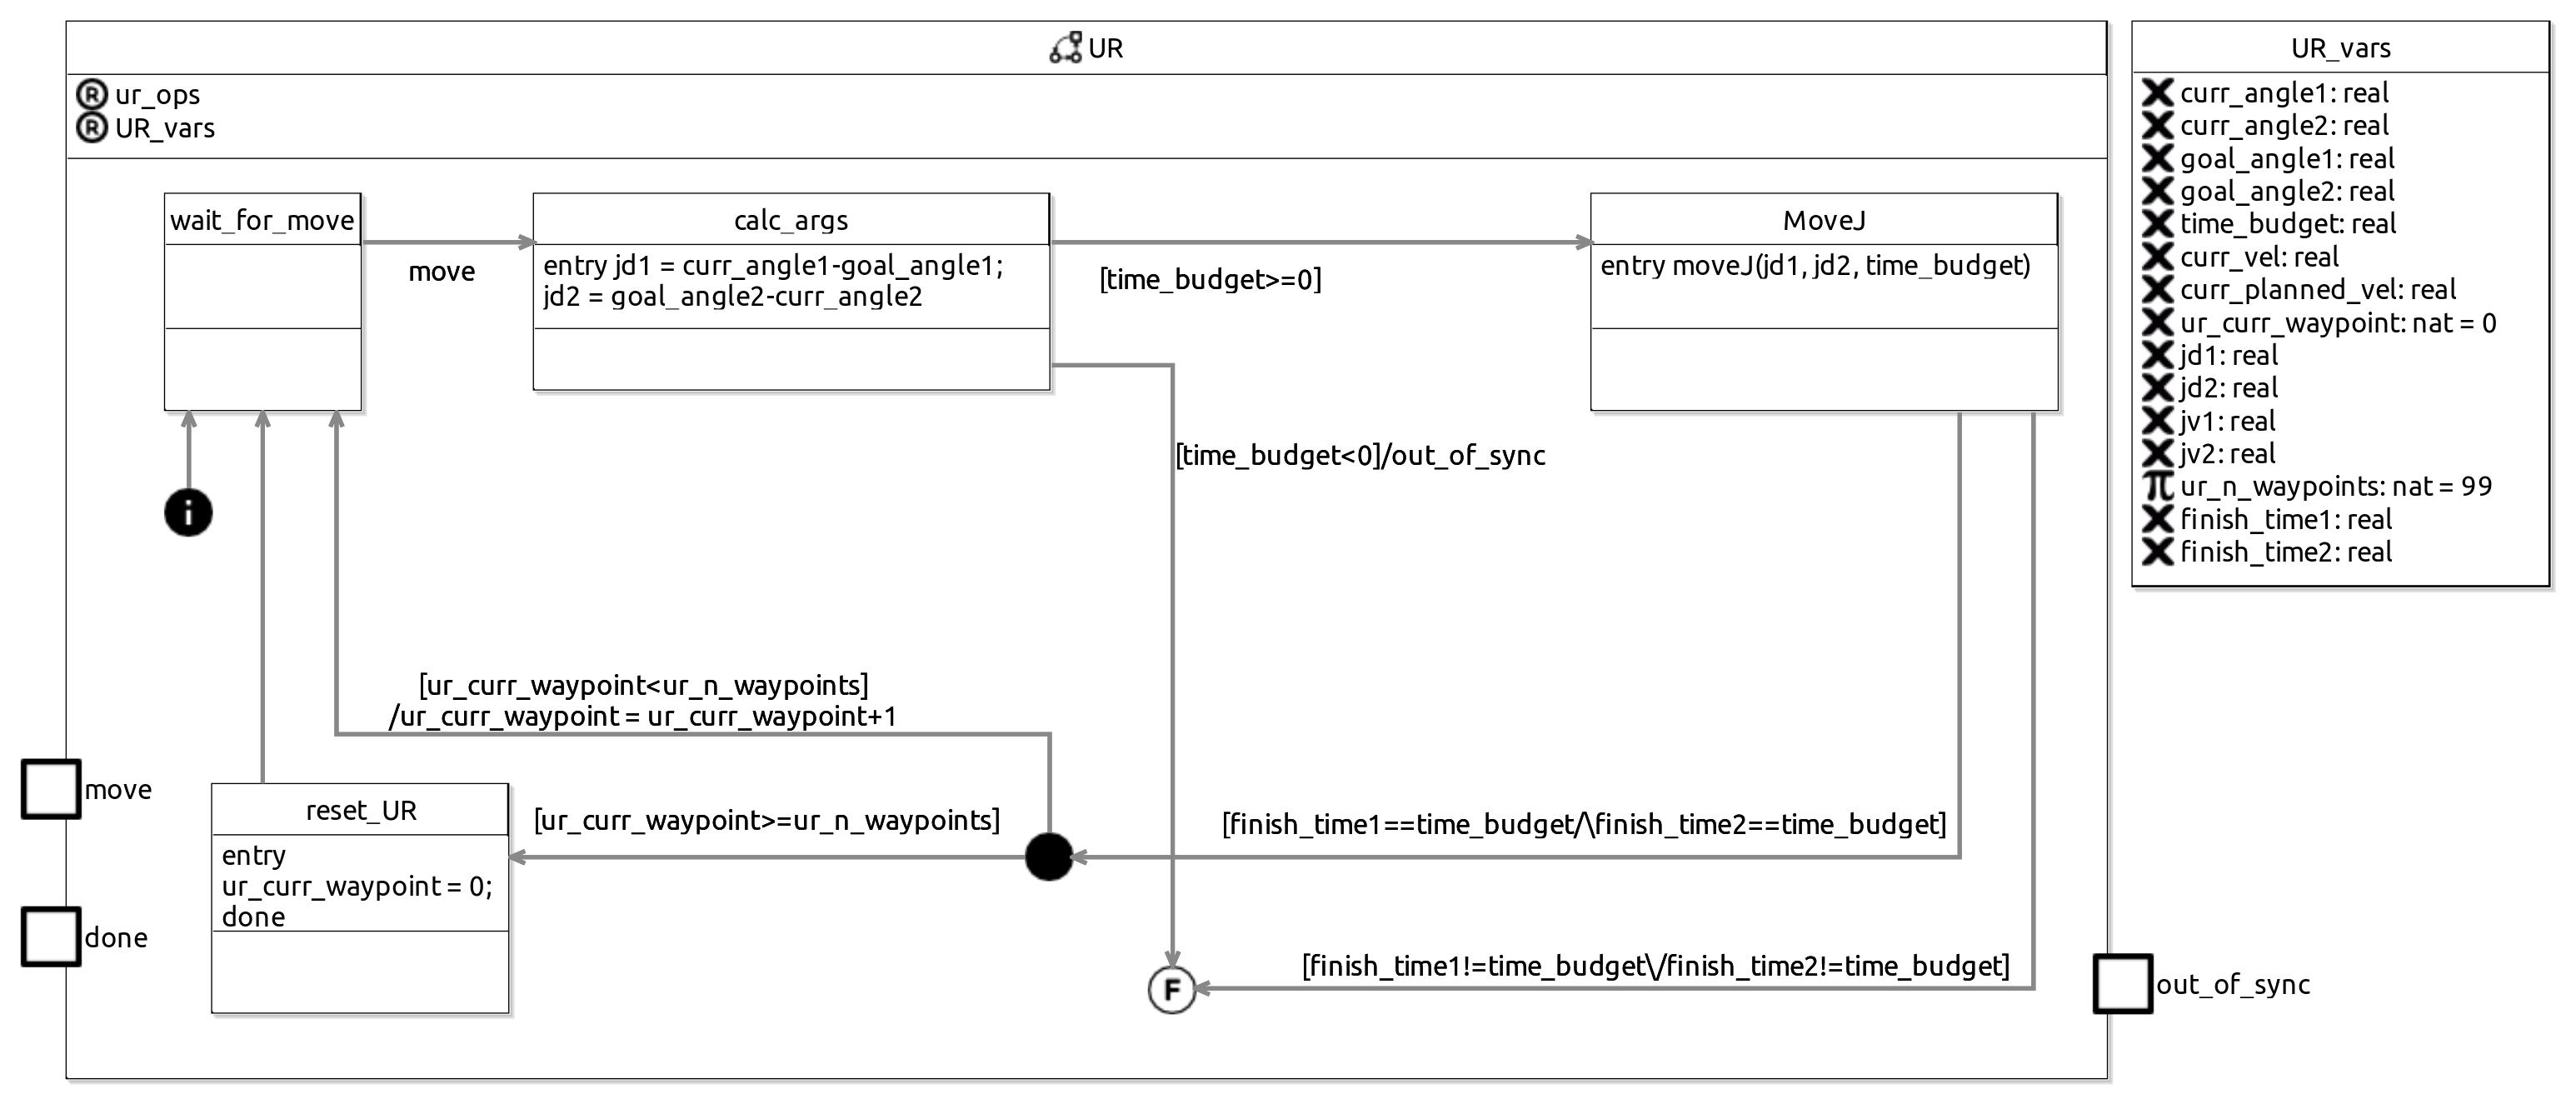 UR
ur_ops
UR_vars
wait_for_move
move
calc_args
entry jd1 = curr_angle1-goal_angle1;
jd2 = goal_angle2-curr_angle2
[time_budget>=0]
MoveJ
entry moveJ(jd1, jd2, time_budget)
[time_budget<0]/out_of_sync
[ur_curr_waypoint<ur_n_waypoints]
/ur_curr_waypoint = ur_curr_waypoint+1
move
reset_UR
entry
ur_curr_waypoint = 0;
done
[ur_curr_waypoint>=ur_n_waypoints]
[finish_time1==time_budget/\finish_time2==time_budget]
done
F
[finish_time1!=time_budget\/finish_time2!=time_budget]
out_of_sync
UR_vars
curr_angle1: real
curr_angle2: real
goal_angle1: real
goal_angle2: real
time_budget: real
curr_vel: real
curr_planned_vel: real
ur_curr_waypoint: nat = 0
jd1: real
jd2: real
jv1: real
jv2: real
π ur_n_waypoints: nat = 99
finish_time1: real
finish_time2: real
R
R
i